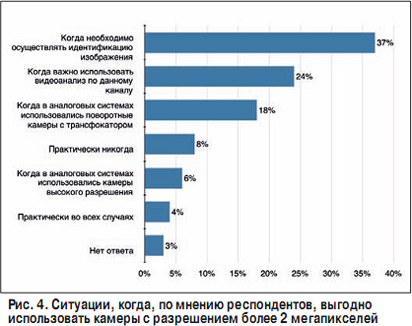 Когда необходимо
осуществлять идентификацию
изображения
37%
Когда важно использовать
видеоанализ по данному
каналу
24%
Когда в аналоговых системах
использовались поворотные
камеры с трансфокатором
18%
Практически никогда
8%
Когда в аналоговых системах
использовались камеры
высокого разрешения
6%
Практически во всех случаях
4%
Нет ответа
3%
0% 5% 10% 15% 20% 25% 30% 35% 40%
Рис. 4. Ситуации, когда, по мнению респондентов, выгодно
использовать камеры с разрешением более 2 мегапикселей